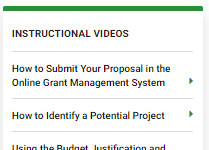 INSTRUCTIONAL VIDEOS
How to Submit Your Proposal in the
Online Grant Management System
How to Identify a Potential Project
Using the Budget Justification and